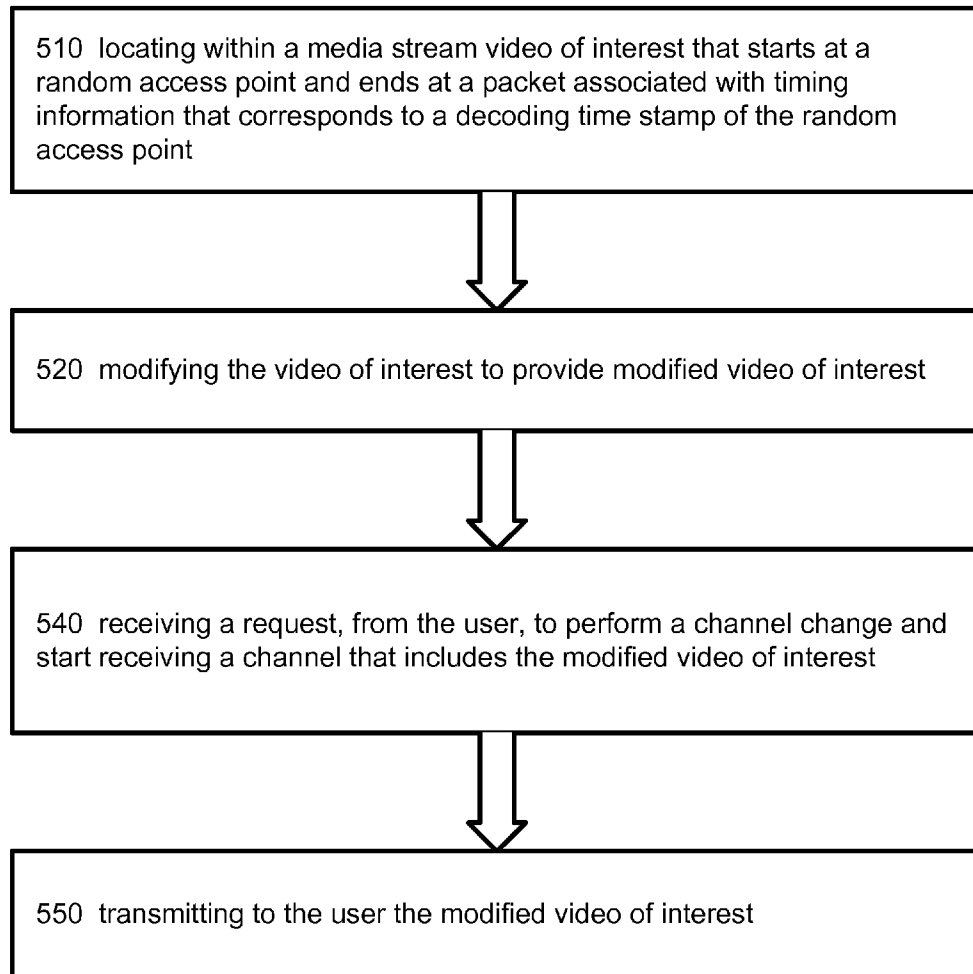 510 locating within a media stream video of interest that starts at a
random access point and ends at a packet associated with timing
information that corresponds to a decoding time stamp of the random
access point
520 modifying the video of interest to provide modified video of interest
540 receiving a request, from the user, to perform a channel change and
start receiving a channel that includes the modified video of interest
550 transmitting to the user the modified video of interest